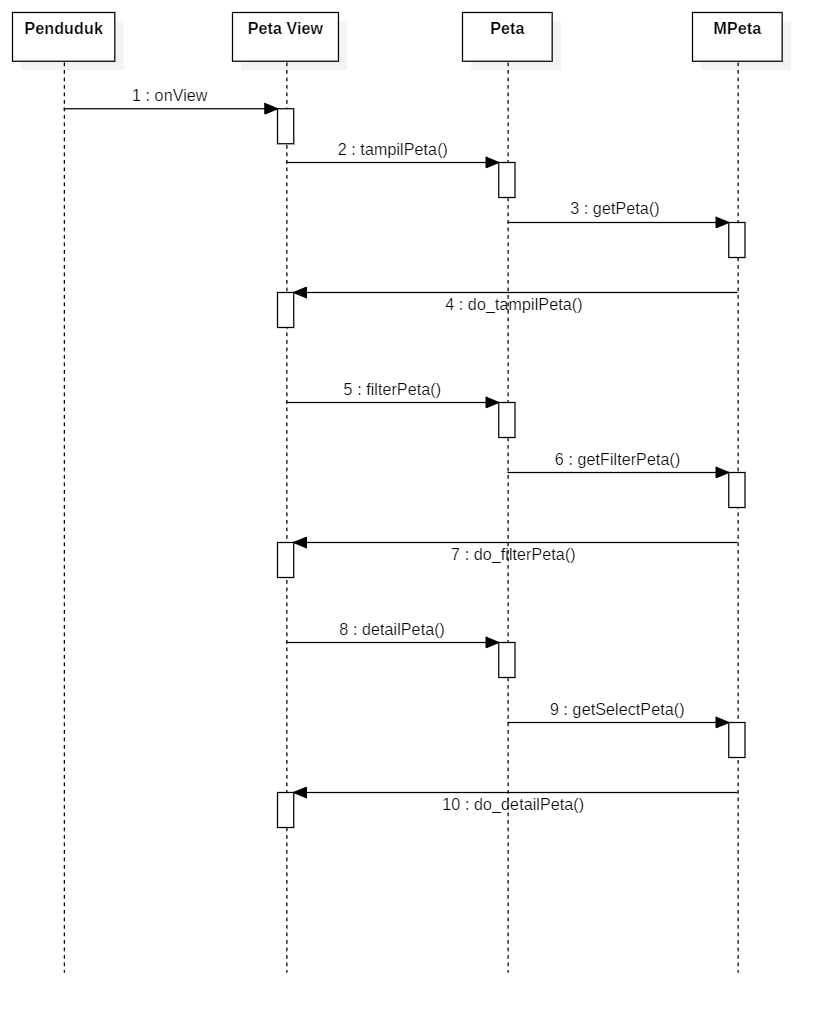 Penduduk
Peta View
Peta
MPeta
1 : onView
2 : tampilPeta()
3 : getPeta()
4 : do_tampilPeta()
5 : filterPeta()
6 : getFilterPeta()
7 : do_filterPeta()
8 : detailPeta()
9 : getSelectPeta()
10 : do_detailPeta()